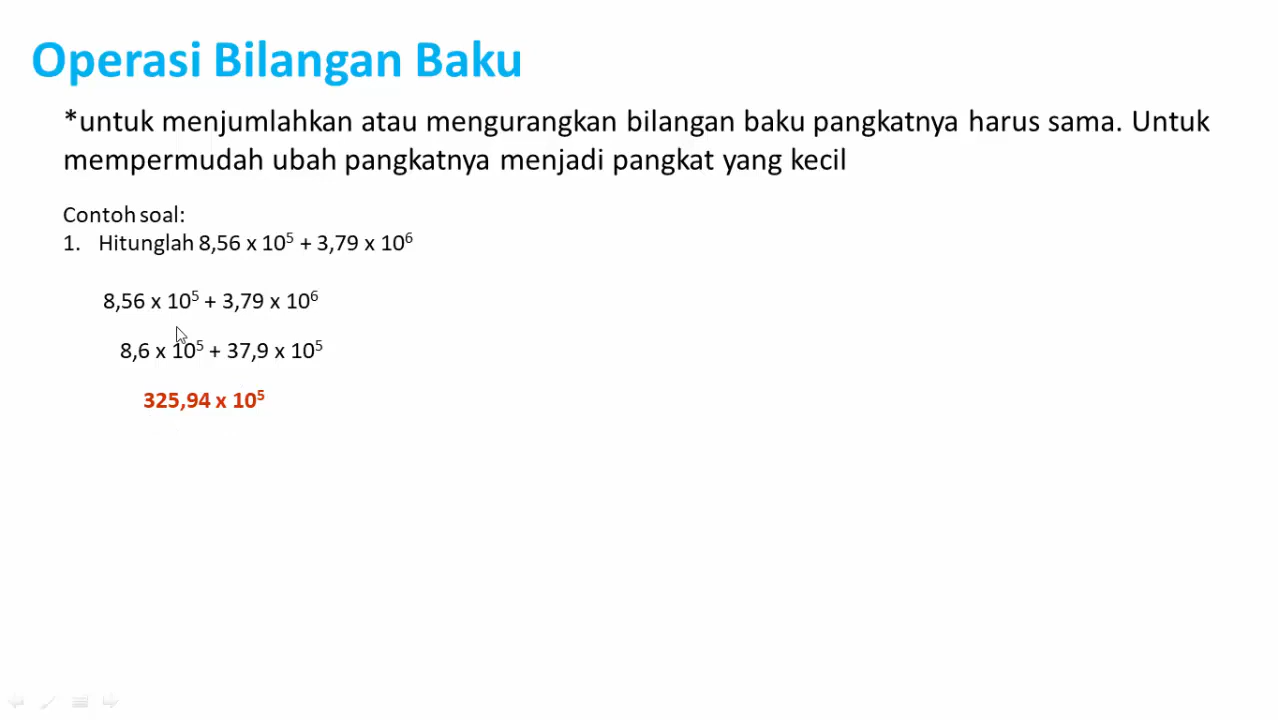 Operasi Bilangan Baku
*untuk menjumlahkan atau mengurangkan bilangan baku pangkatnya harus sama. Untuk
mempermudah ubah pangkatnya menjadi pangkat yang kecil
Contoh soal:
1. Hitunglah 8,56 x 10⁵ + 3,79 x 10⁶
8,56 x 10⁵ + 3,79 x 10⁶
8,6 x 10⁵ + 37,9 x 10⁵
325,94 x 10⁵